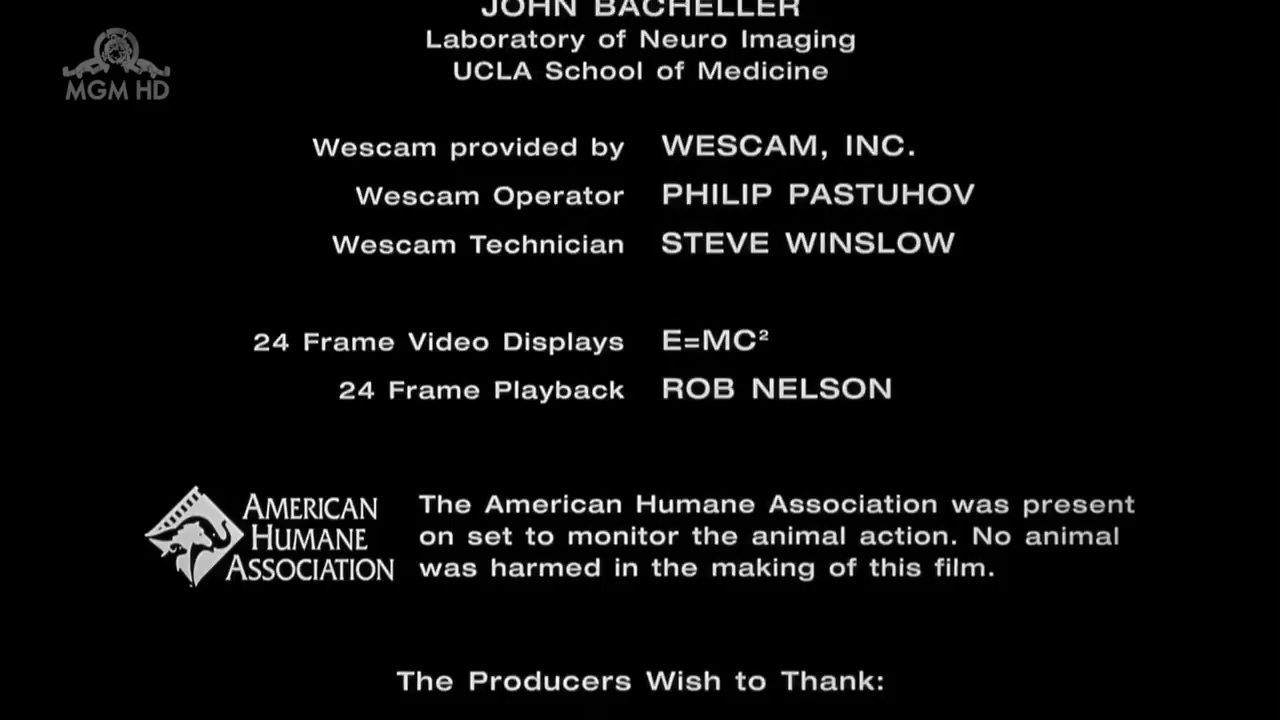 JOHN BACHELLER
Laboratory of Neuro Imaging
UCLA School of Medicine
MGM HD
Wescam provided by WESCAM, INC.
Wescam Operator PHILIP PASTUHOV
Wescam Technician STEVE WINSLOW
24 Frame Video Displays E=MC²
24 Frame Playback ROB NELSON
AMERICAN
HUMANE
ASSOCIATION
The American Humane Association was present
on set to monitor the animal action. No animal
was harmed in the making of this film.
The Producers Wish to Thank: